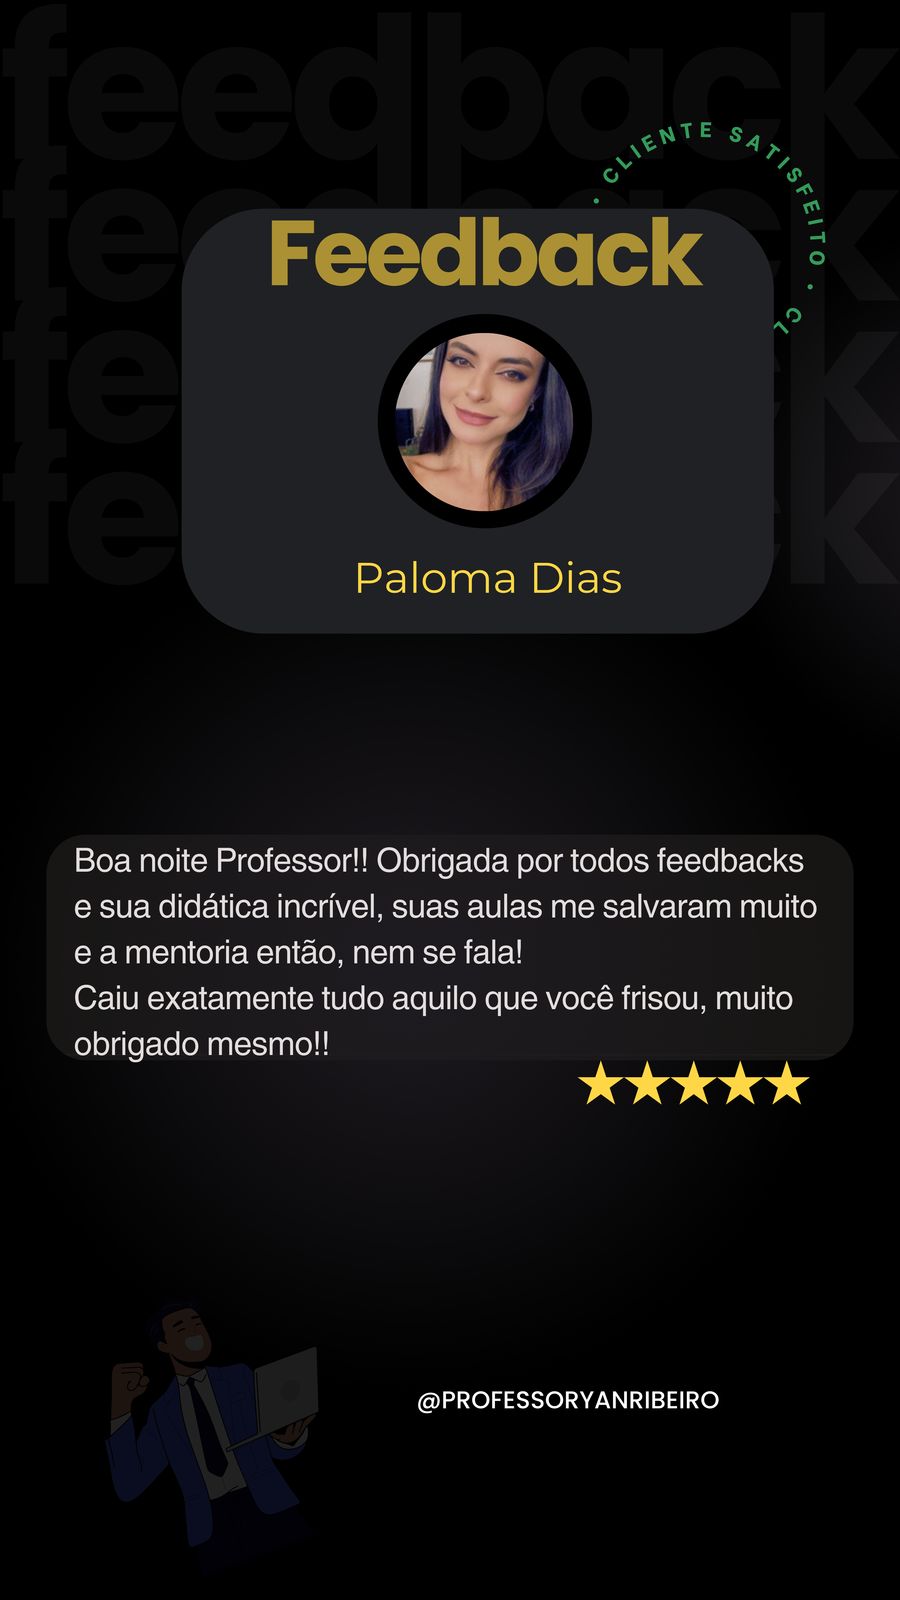 feedback
feedback
feedback
feedback
• CLIENTE SATISFEITO • CL
Feedback
Paloma Dias
Boa noite Professor!! Obrigada por todos feedbacks
e sua didática incrível, suas aulas me salvaram muito
e a mentoria então, nem se fala!
Caiu exatamente tudo aquilo que você frisou, muito
obrigado mesmo!!
@PROFESSORYANRIBEIRO